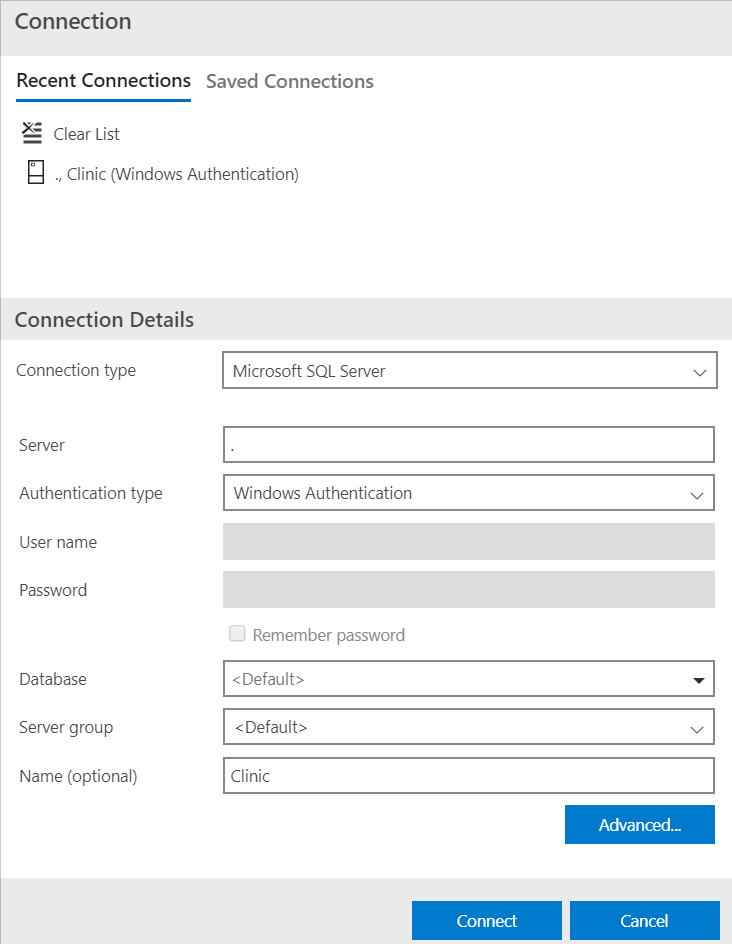 Connection
Recent Connections Saved Connections
Clear List
., Clinic (Windows Authentication)
Connection Details
Connection type Microsoft SQL Server
Server .
Authentication type Windows Authentication
User name
Password
Remember password
Database <Default>
Server group <Default>
Name (optional) Clinic
Advanced...
Connect Cancel